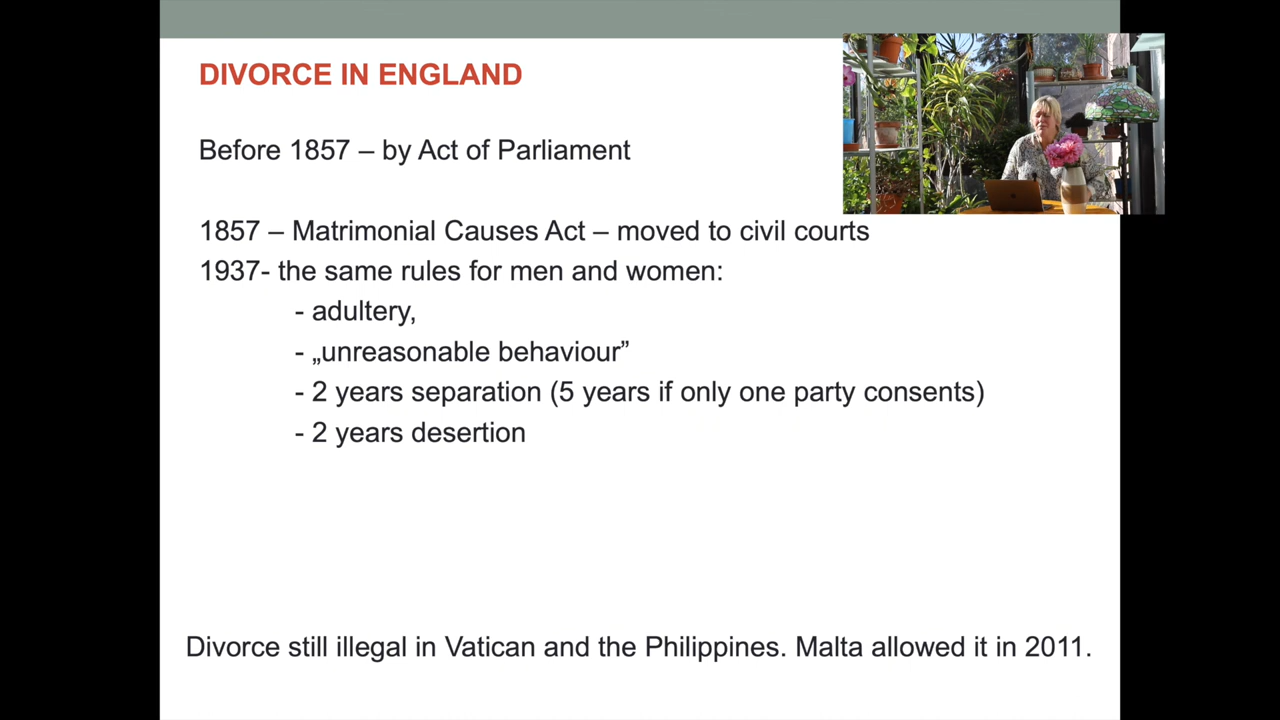 DIVORCE IN ENGLAND
Before 1857 – by Act of Parliament
1857 – Matrimonial Causes Act – moved to civil courts
1937- the same rules for men and women:
- adultery,
- „unreasonable behaviour”
- 2 years separation (5 years if only one party consents)
- 2 years desertion
Divorce still illegal in Vatican and the Philippines. Malta allowed it in 2011.